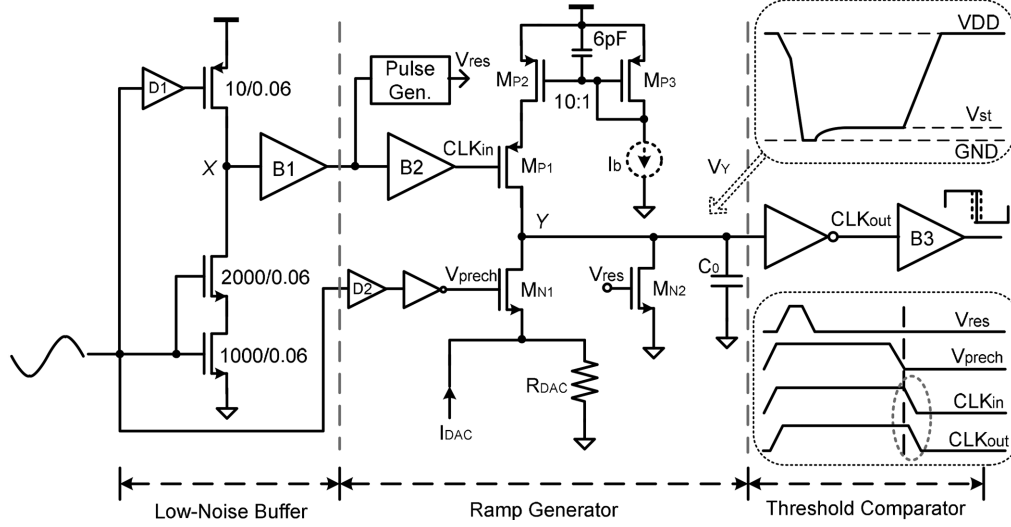 D1
10/0.06
X
B1
2000/0.06
1000/0.06
Pulse
Gen.
Vres
B2
CLKin
6pF
MP2
10:1
MP3
MP1
Ib
Y
D2
Vprech
MN1
Vres
MN2
C0
IDAC
RDAC
VY
VDD
Vst
GND
CLKout
B3
Vres
Vprech
CLKin
CLKout
Low-Noise Buffer
Ramp Generator
Threshold Comparator